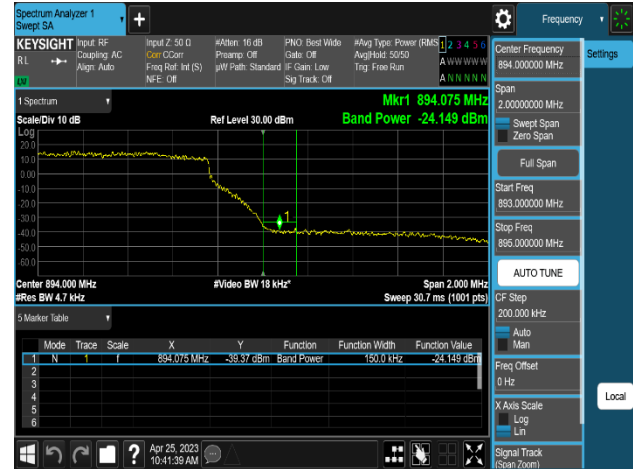 Spectrum Analyzer 1
Swept SA
Frequency
KEYSIGHT
RL
Input: RF
Coupling: AC
Align: Auto
Input Z: 50 Ω
Corr CCorr
Freq Ref: Int (S)
NFE: Off
#Atten: 16 dB
Preamp: Off
µW Path: Standard
PNO: Best Wide
Gate: Off
IF Gain: Low
Sig Track: Off
#Avg Type: Power (RMS
Avg|Hold: 50/50
Trig: Free Run
1 2 3 4 5 6
A W W W W W
A N N N N N
LW
1 Spectrum
Scale/Div 10 dB
Ref Level 30.00 dBm
Mkr1 894.075 MHz
Band Power -24.149 dBm
Log
20.0
10.0
0.00
-10.0
-20.0
-30.0
-40.0
-50.0
-60.0
1
Center 894.000 MHz
#Video BW 18 kHz*
Span 2.000 MHz
#Res BW 4.7 kHz
Sweep 30.7 ms (1001 pts)
5 Marker Table
Mode Trace Scale X Y Function Function Width Function Value
1 N 1 f 894.075 MHz -39.37 dBm Band Power 150.0 kHz -24.149 dBm
2
3
4
5
6
Apr 25, 2023
10:41:39 AM
Center Frequency
894.000000 MHz
Settings
Span
2.00000000 MHz
Swept Span
Zero Span
Full Span
Start Freq
893.000000 MHz
Stop Freq
895.000000 MHz
AUTO TUNE
CF Step
200.000 kHz
Auto
Man
Freq Offset
0 Hz
X Axis Scale
Log
Lin
Local
Signal Track
(Span Zoom)